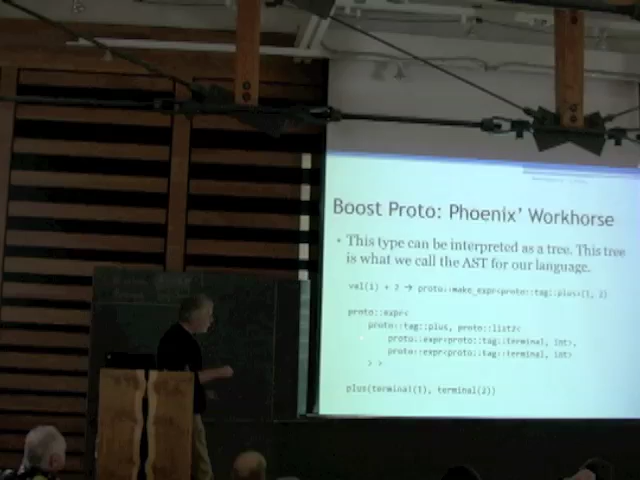 Boost Proto: Phoenix' Workhorse
• This type can be interpreted as a tree. This tree
is what we call the AST for our language.
val(1) + 2 → proto::make_expr<proto::tag::plus>(1, 2)
proto::expr<
proto::tag::plus, proto::list2<
proto::expr<proto::tag::terminal, int>,
proto::expr<proto::tag::terminal, int>
> >
plus(terminal(1), terminal(2))